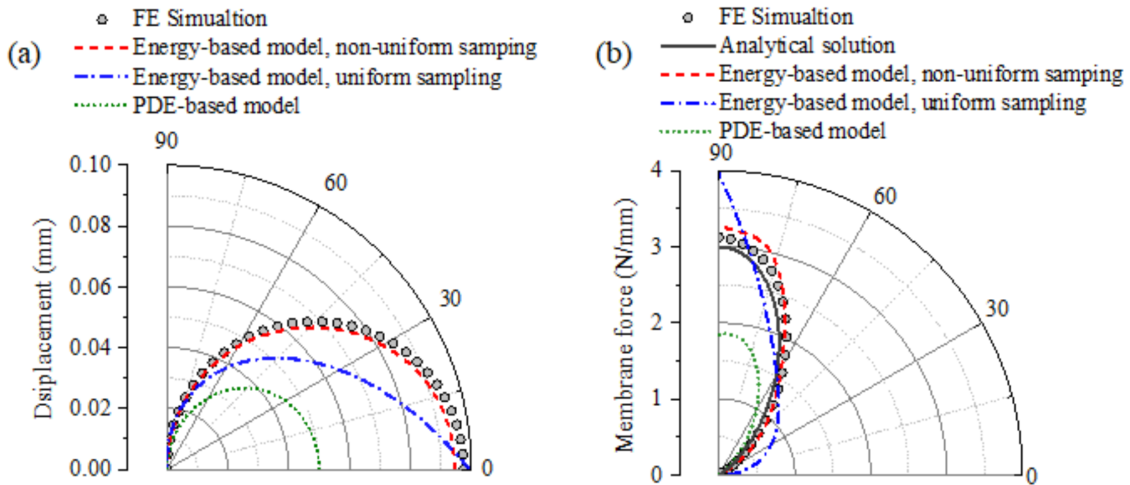 (a)
FE Simualtion
Energy-based model, non-uniform samping
Energy-based model, uniform sampling
PDE-based model
90
60
30
0
0.10
0.08
0.06
0.04
0.02
0.00
Dsiplacement (mm)
(b)
FE Simualtion
Analytical solution
Energy-based model, non-uniform samping
Energy-based model, uniform sampling
PDE-based model
90
60
30
0
4
3
2
1
0
Membrane force (N/mm)